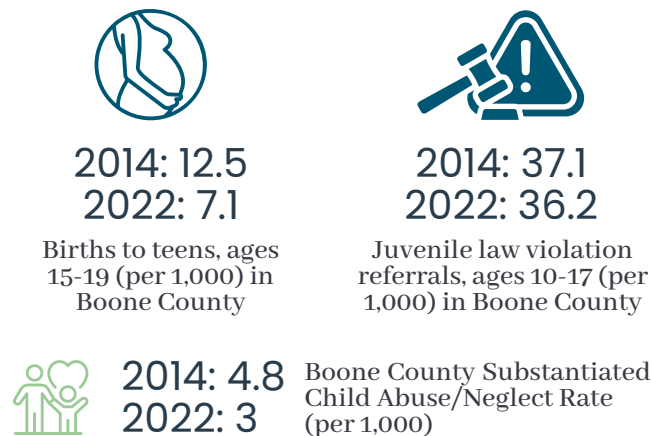 2014: 12.5
2022: 7.1
Births to teens, ages
15-19 (per 1,000) in
Boone County
2014: 37.1
2022: 36.2
Juvenile law violation
referrals, ages 10-17 (per
1,000) in Boone County
2014: 4.8
2022: 3
Boone County Substantiated
Child Abuse/Neglect Rate
(per 1,000)